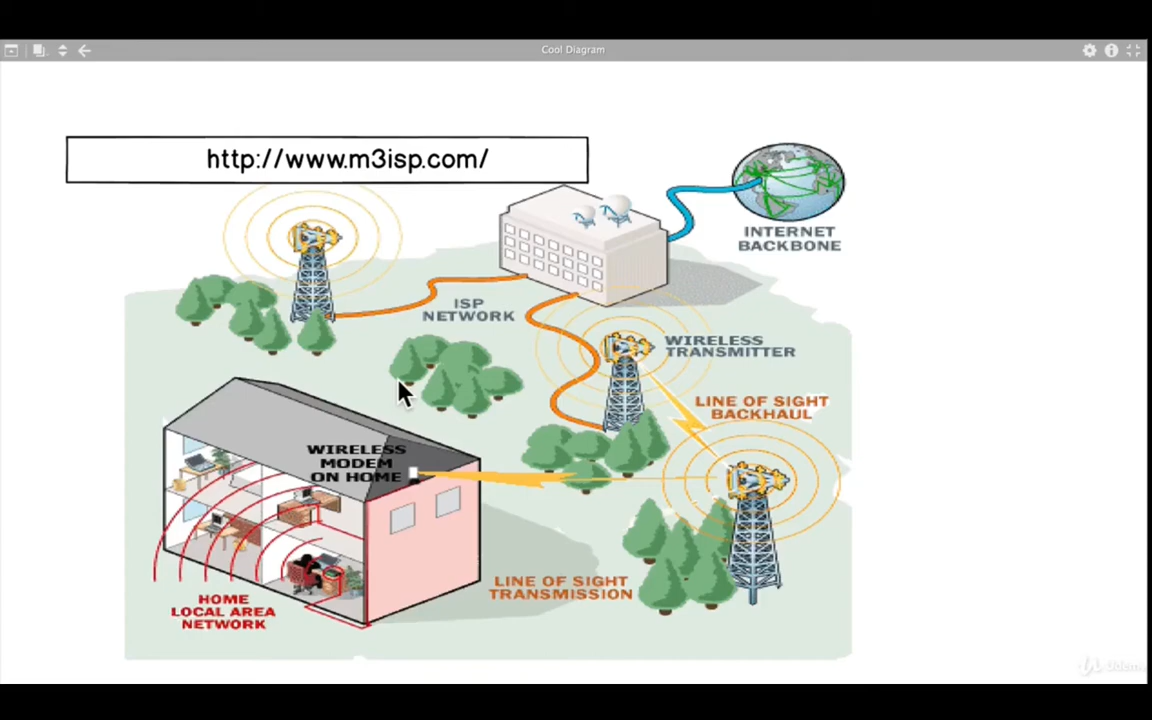 Cool Diagram
http://www.m3isp.com/
INTERNET
BACKBONE
ISP
NETWORK
WIRELESS
TRANSMITTER
LINE OF SIGHT
BACKHAUL
WIRELESS
MODEM
ON HOME
LINE OF SIGHT
TRANSMISSION
HOME
LOCAL AREA
NETWORK
Udemy